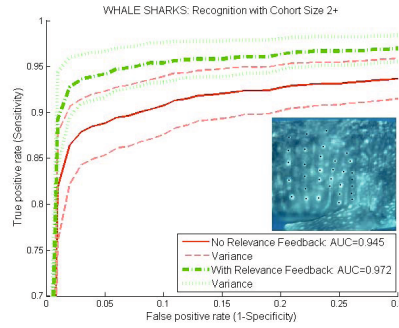 WHALE SHARKS: Recognition with Cohort Size 2+
True positive rate (Sensitivity)
1
0.95
0.9
0.85
0.8
0.75
0.7
No Relevance Feedback: AUC=0.945
Variance
With Relevance Feedback: AUC=0.972
Variance
0
0.05
0.1
0.15
0.2
0.25
False positive rate (1-Specificity)